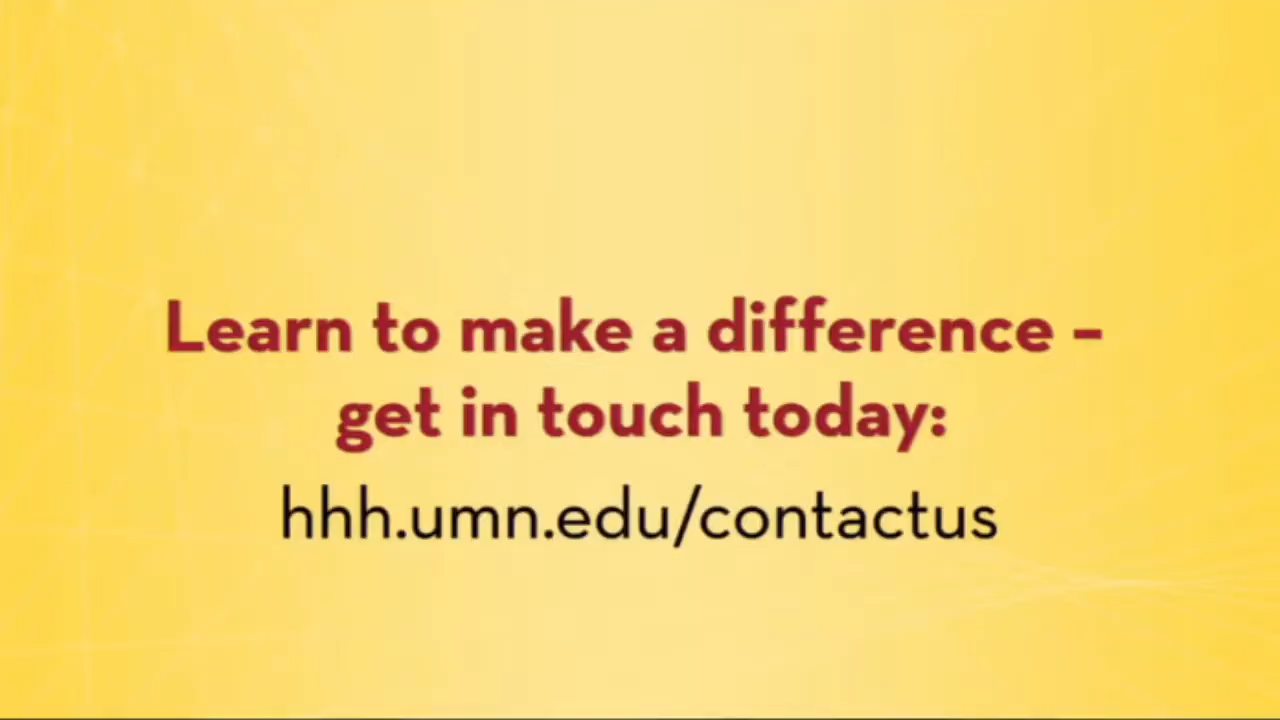 Learn to make a difference –
get in touch today:
hhh.umn.edu/contactus